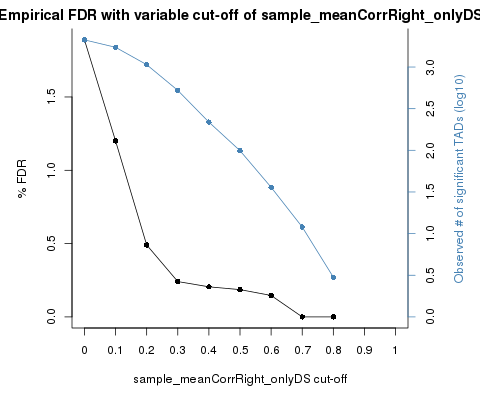 Empirical FDR with variable cut-off of sample_meanCorrRight_onlyDS
% FDR
0.0 0.5 1.0 1.5
0.0 0.5 1.0 1.5 2.0 2.5 3.0
Observed # of significant TADs (log10)
0 0.1 0.2 0.3 0.4 0.5 0.6 0.7 0.8 0.9 1
sample_meanCorrRight_onlyDS cut-off